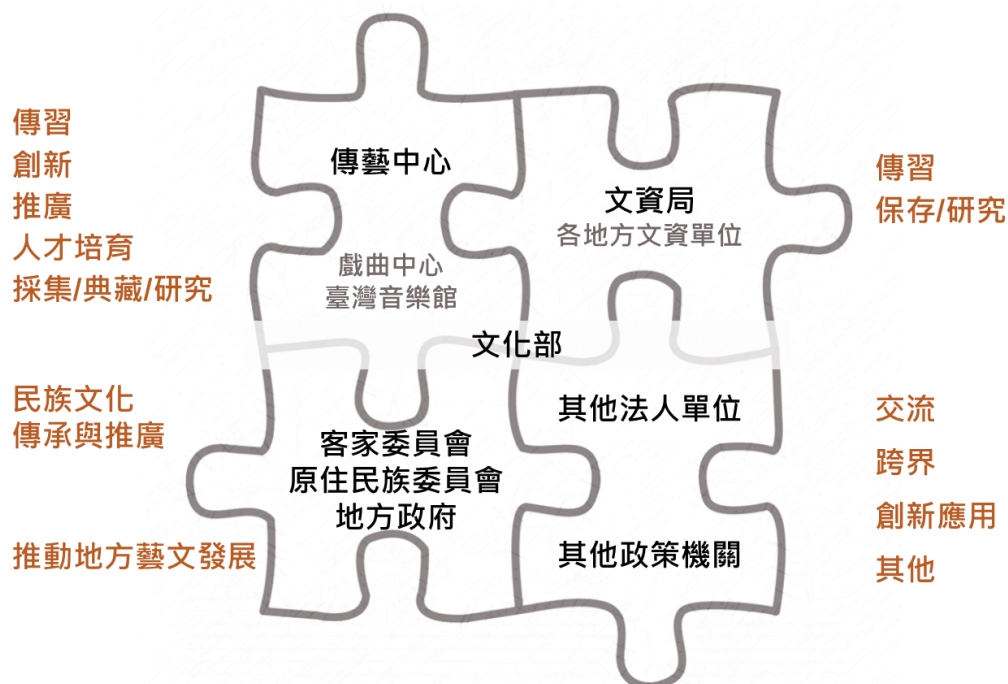 傳習
創新
推廣
人才培育
採集/典藏/研究
傳藝中心
戲曲中心
臺灣音樂館
文資局
各地方文資單位
傳習
保存/研究
文化部
民族文化
傳承與推廣
推動地方藝文發展
客家委員會
原住民族委員會
地方政府
其他法人單位
其他政策機關
交流
跨界
創新應用
其他